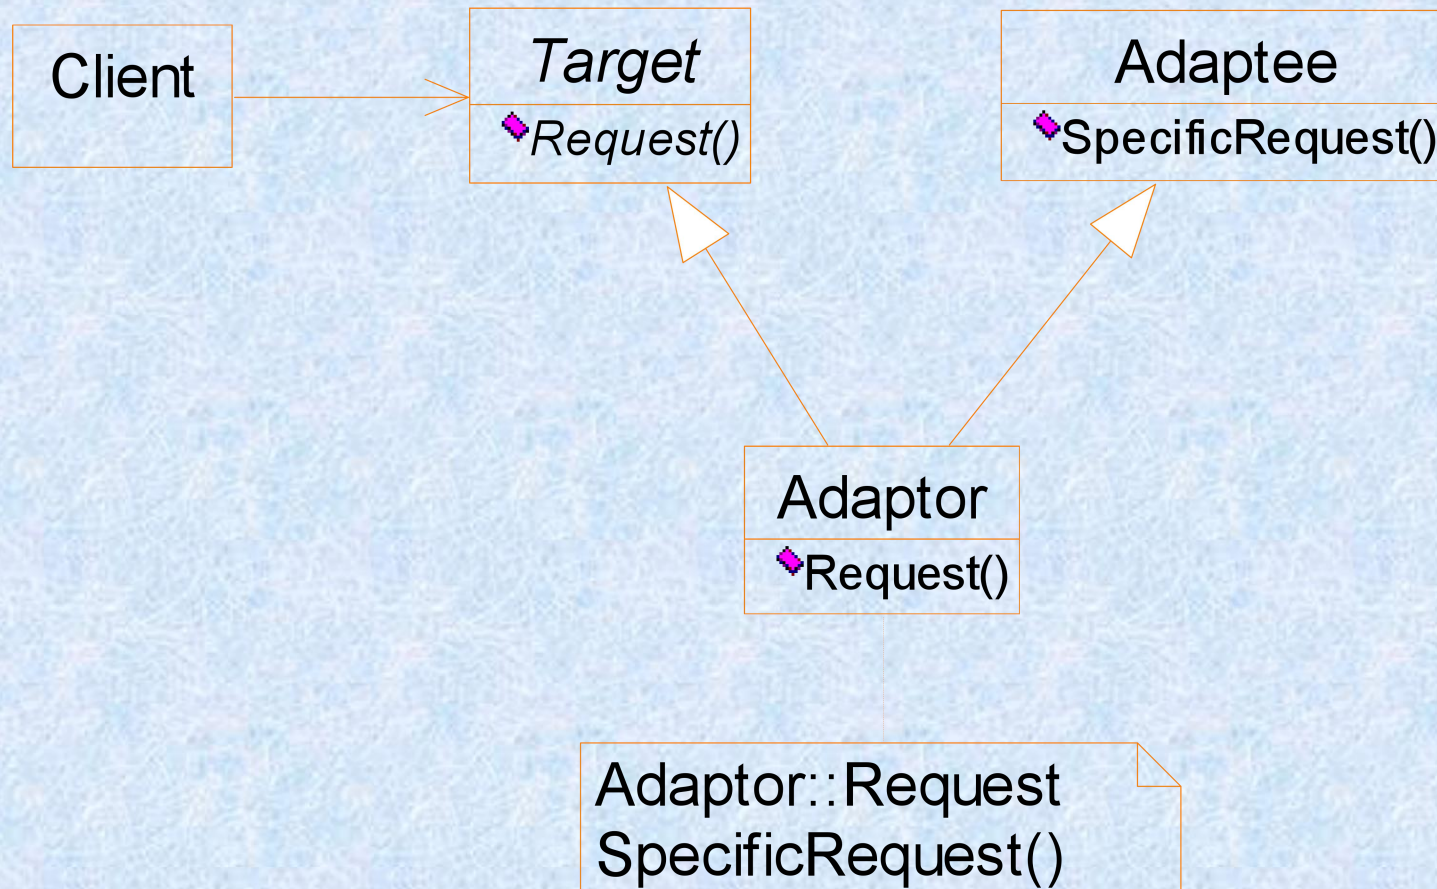 Client
Target
Request()
Adaptee
SpecificRequest()
Adaptor
Request()
Adaptor::Request
SpecificRequest()